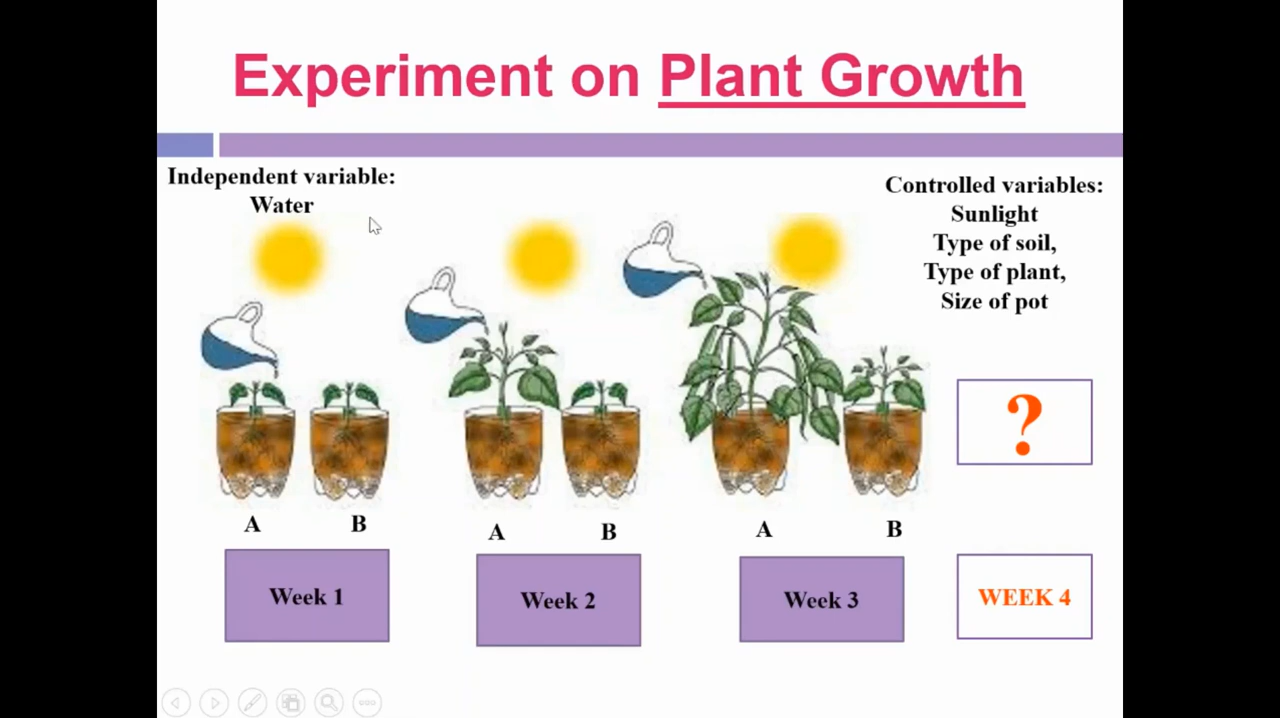 Experiment on Plant Growth
Independent variable:
Water
Controlled variables:
Sunlight
Type of soil,
Type of plant,
Size of pot
?
A
B
A
B
A
B
Week 1
Week 2
Week 3
WEEK 4